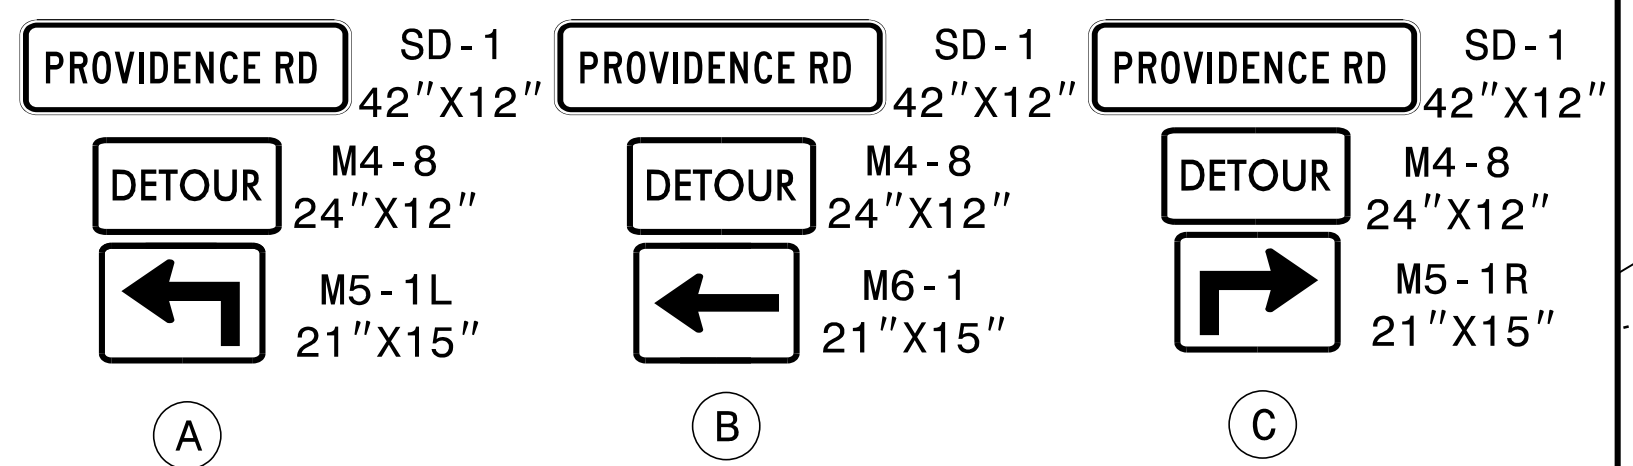 PROVIDENCE RD
SD-1
42"X12"
DETOUR
M4-8
24"X12"
M5-1L
21"X15"
A
PROVIDENCE RD
SD-1
42"X12"
DETOUR
M4-8
24"X12"
M6-1
21"X15"
B
PROVIDENCE RD
SD-1
42"X12"
DETOUR
M4-8
24"X12"
M5-1R
21"X15"
C